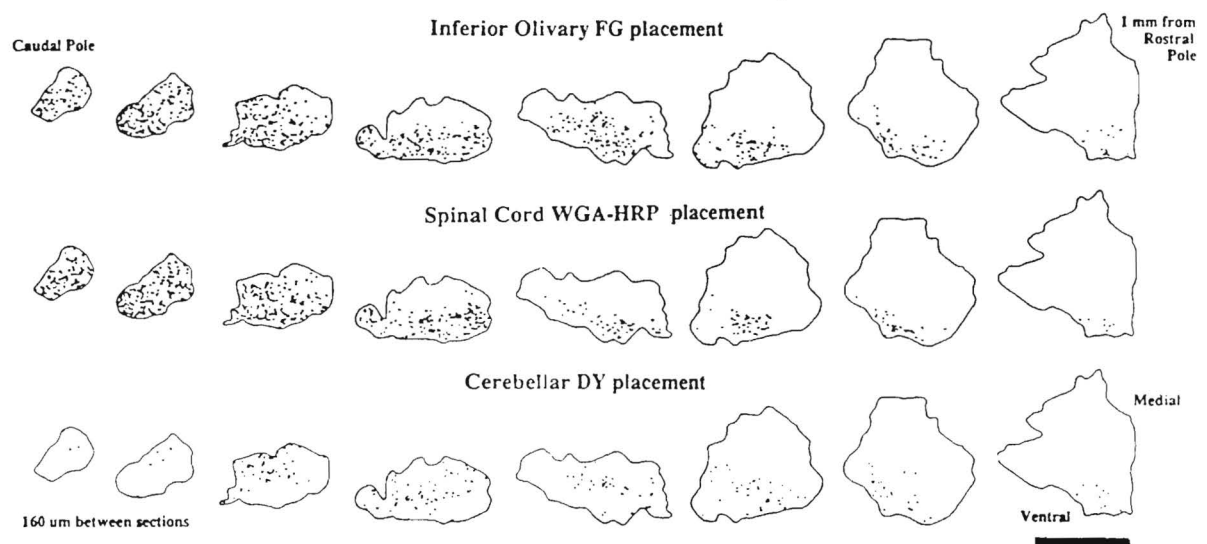 Inferior Olivary FG placement
Caudal Pole
1 mm from
Rostral
Pole
Spinal Cord WGA-HRP placement
Cerebellar DY placement
Medial
160 um between sections
Ventral